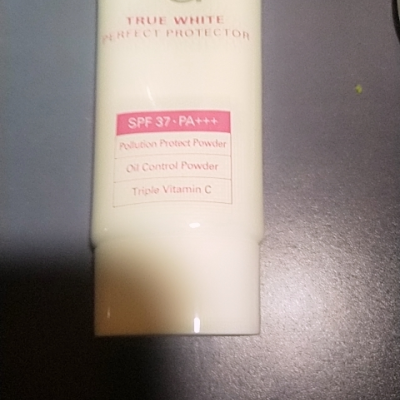 TRUE WHITE
PERFECT PROTECTOR
SPF 37 - PA+++
Pollution Protect Powder
Oil Control Powder
Triple Vitamin C